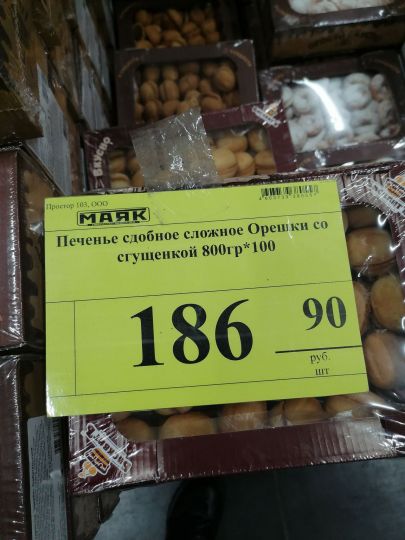 Простор 103, ООО
МАЯК
Печенье сдобное сложное Орешки со
сгущенкой 800гр*100
186
90
руб.
шт